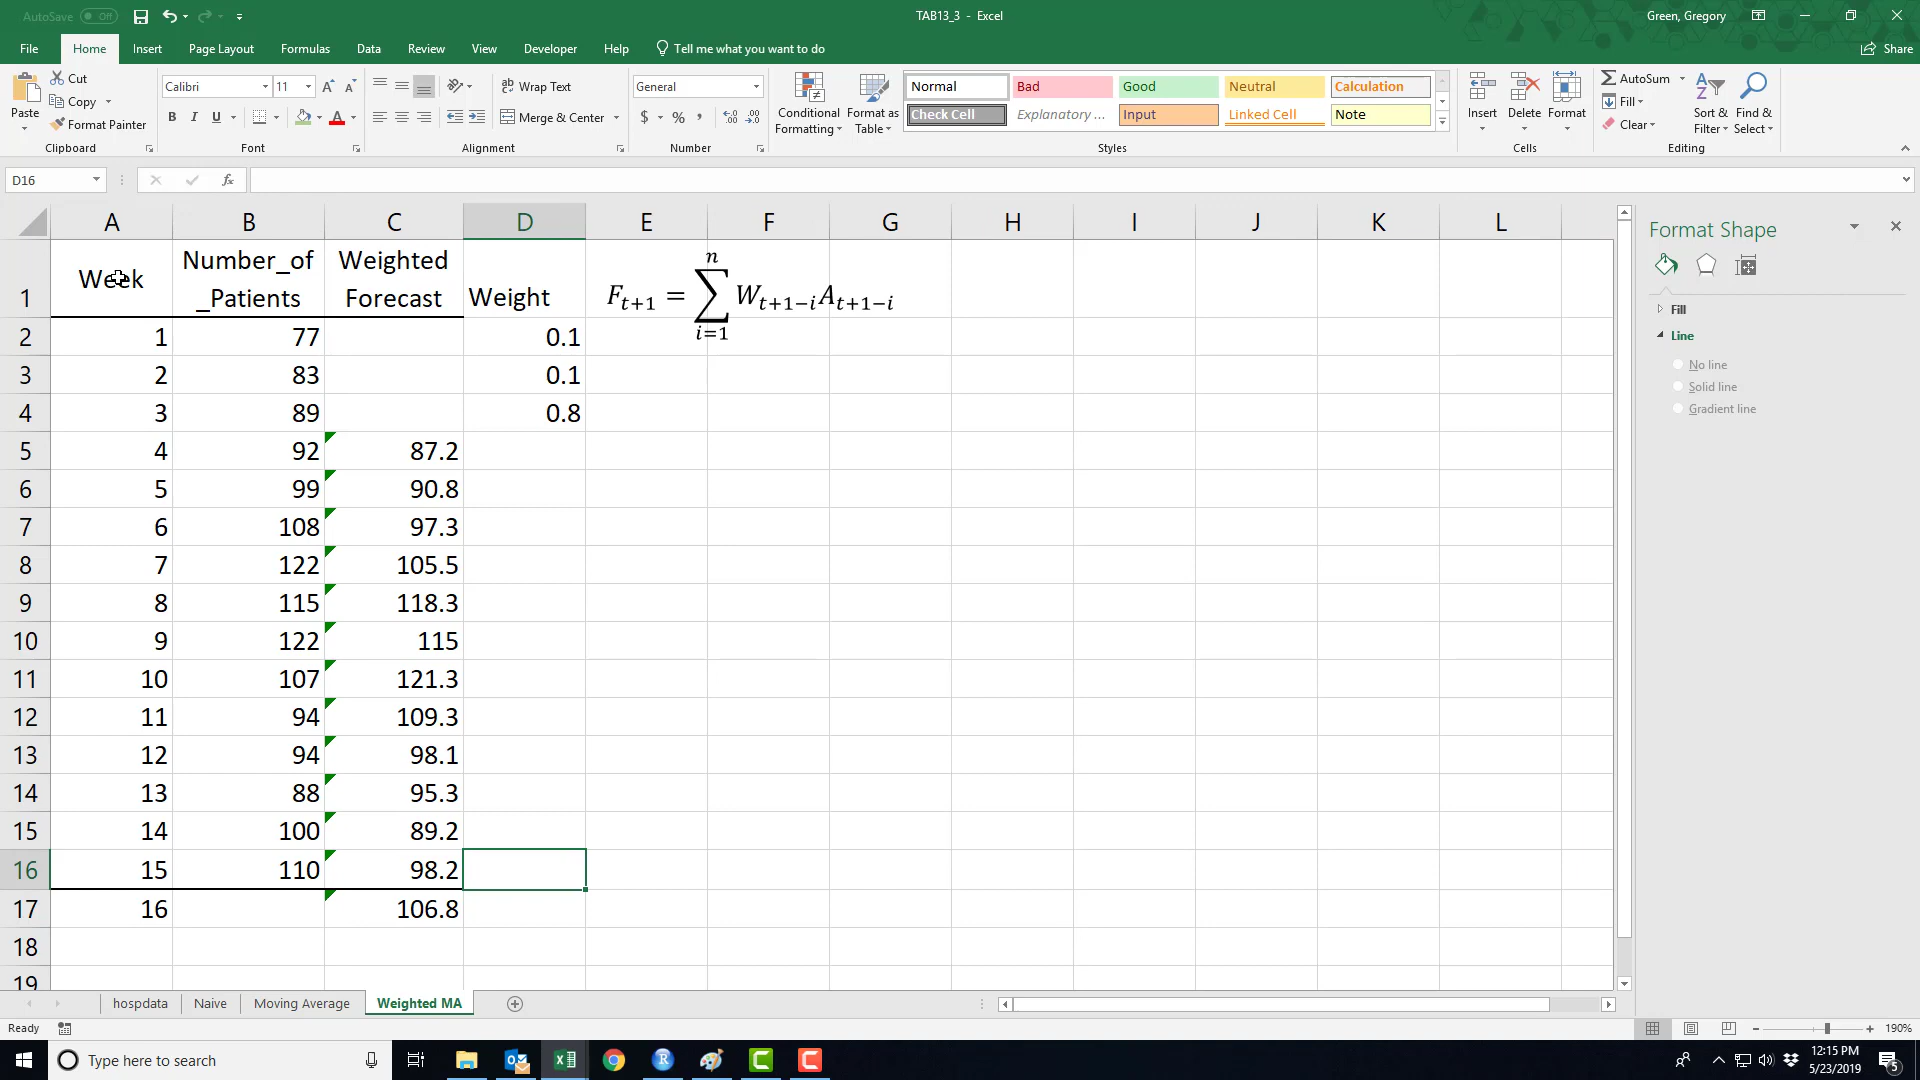 AutoSave Off
TAB13_3 - Excel
Green, Gregory
File Home Insert Page Layout Formulas Data Review View Developer Help Tell me what you want to do Share
Paste
Cut
Copy
Format Painter
Clipboard
Calibri 11
B I U
Font
Wrap Text
Merge & Center
Alignment
General
$ % ,
Number
Conditional Formatting
Format as Table
Normal Bad Good Neutral Calculation
Check Cell Explanatory ... Input Linked Cell Note
Styles
Insert Delete Format
Cells
AutoSum
Fill
Clear
Sort & Filter
Find & Select
Editing
D16
fx
A B C D E F G H I J K L
1 Week Number_of_Patients Weighted Forecast Weight
F_{t+1} = \sum_{i=1}^{n} W_{t+1-i}A_{t+1-i}
2 1 77 0.1
3 2 83 0.1
4 3 89 0.8
5 4 92 87.2
6 5 99 90.8
7 6 108 97.3
8 7 122 105.5
9 8 115 118.3
10 9 122 115
11 10 107 121.3
12 11 94 109.3
13 12 94 98.1
14 13 88 95.3
15 14 100 89.2
16 15 110 98.2
17 16 106.8
18
19
Format Shape
Fill
Line
No line
Solid line
Gradient line
hospdata Naive Moving Average Weighted MA
Ready
190%
Type here to search
12:15 PM
5/23/2019
5